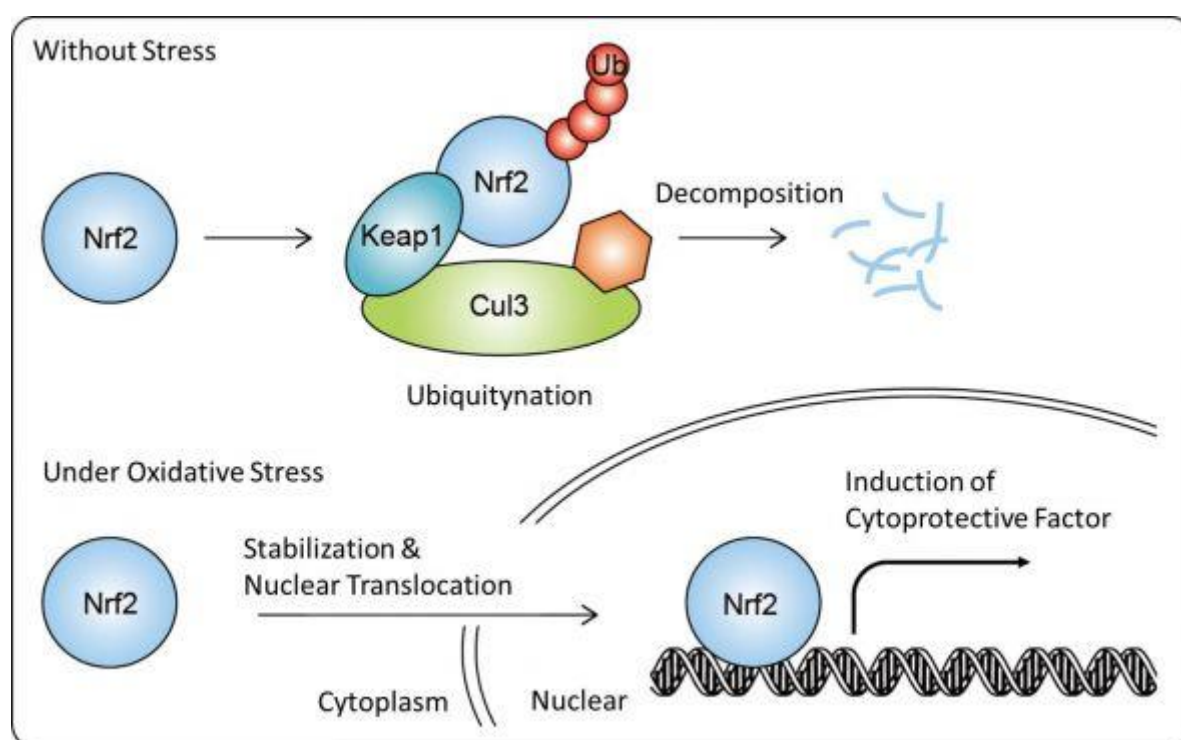 Without Stress
Ub
Nrf2
Nrf2
Keap1
Decomposition
Cul3
Ubiquitynation
Under Oxidative Stress
Induction of
Cytoprotective Factor
Stabilization &
Nuclear Translocation
Nrf2
Nrf2
Cytoplasm
Nuclear